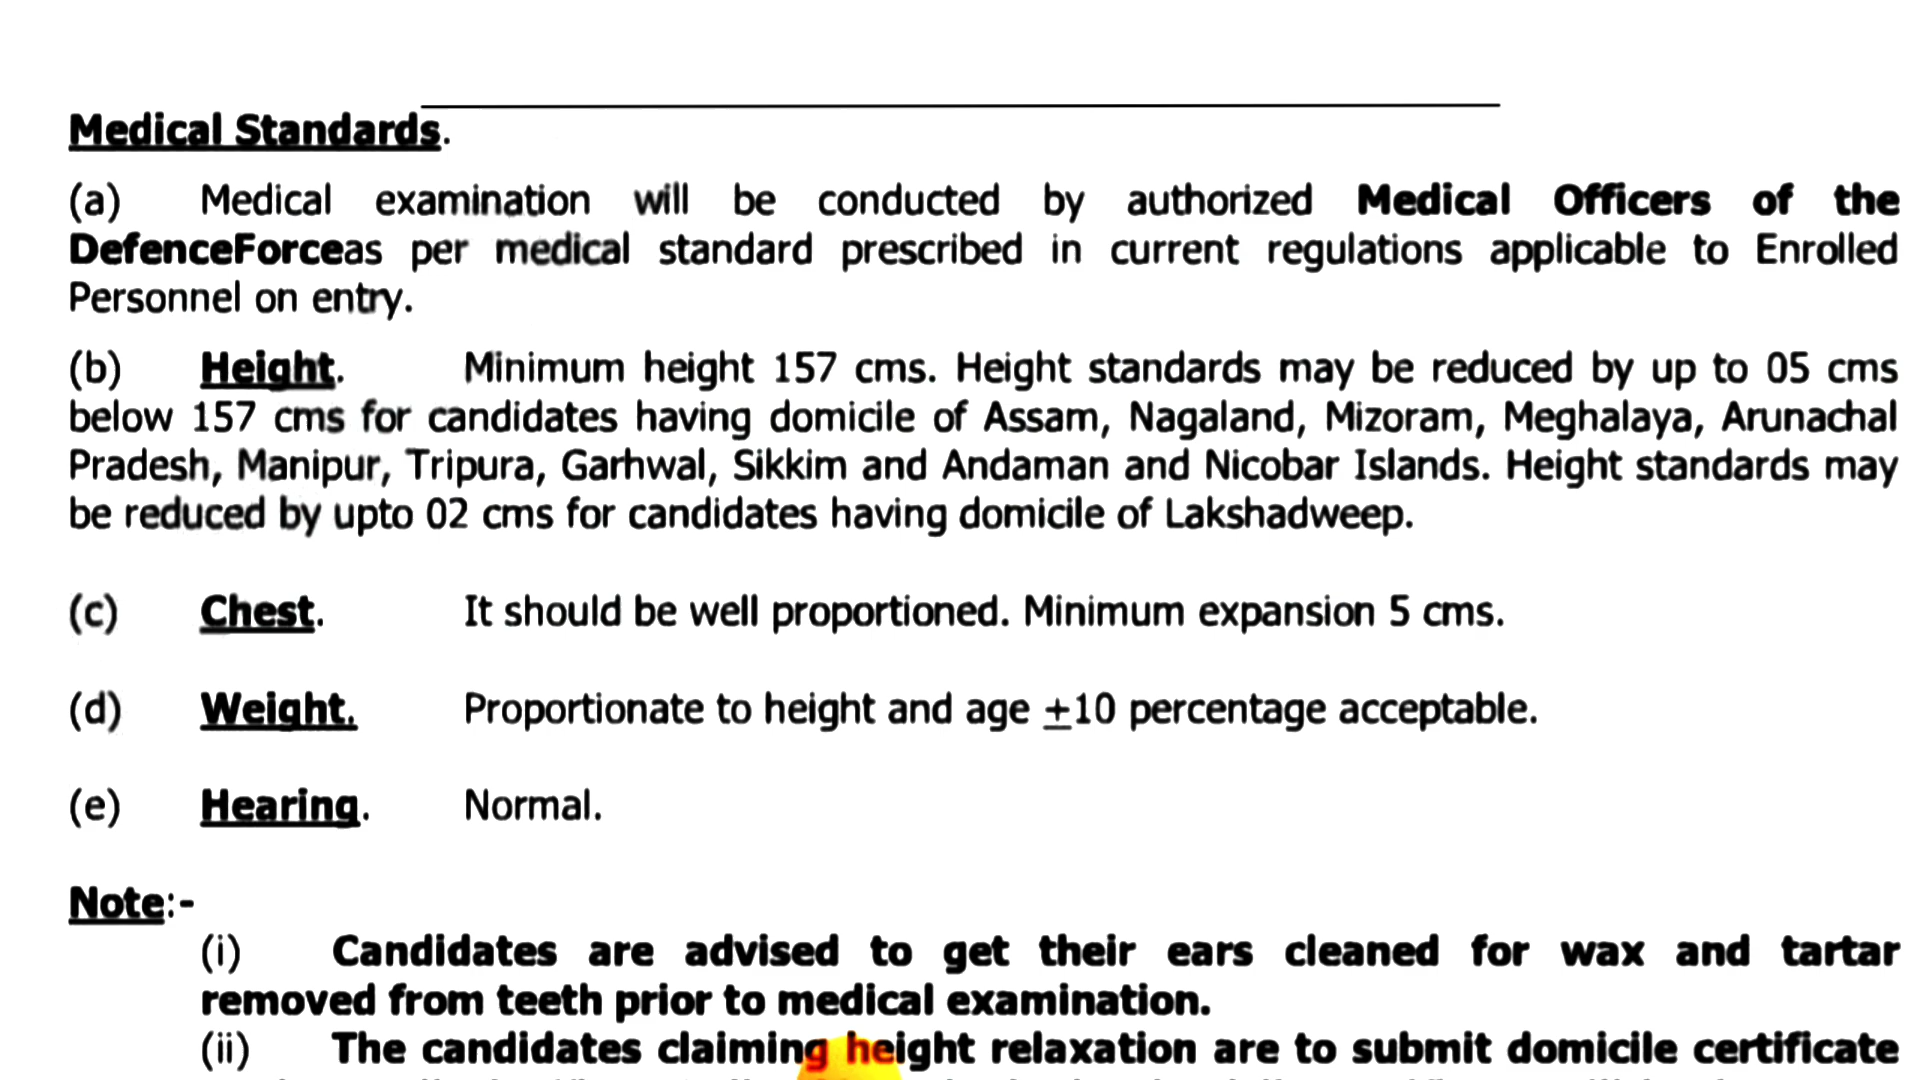 Medical Standards.
(a) Medical examination will be conducted by authorized Medical Officers of the
DefenceForceas per medical standard prescribed in current regulations applicable to Enrolled
Personnel on entry.
(b) Height. Minimum height 157 cms. Height standards may be reduced by up to 05 cms
below 157 cms for candidates having domicile of Assam, Nagaland, Mizoram, Meghalaya, Arunachal
Pradesh, Manipur, Tripura, Garhwal, Sikkim and Andaman and Nicobar Islands. Height standards may
be reduced by upto 02 cms for candidates having domicile of Lakshadweep.
(c) Chest. It should be well proportioned. Minimum expansion 5 cms.
(d) Weight. Proportionate to height and age ±10 percentage acceptable.
(e) Hearing. Normal.
Note:-
(i) Candidates are advised to get their ears cleaned for wax and tartar
removed from teeth prior to medical examination.
(ii) The candidates claiming height relaxation are to submit domicile certificate